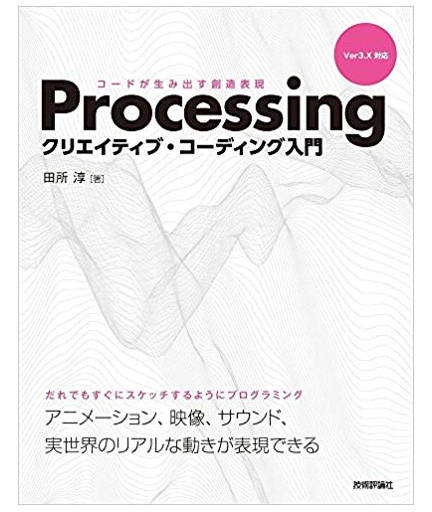 Ver3.X 対応
コードが生み出す創造表現
Processing
クリエイティブ・コーディング入門
田所 淳 [著]
だれでもすぐにスケッチするようにプログラミング
アニメーション、映像、サウンド、
実世界のリアルな動きが表現できる
技術評論社